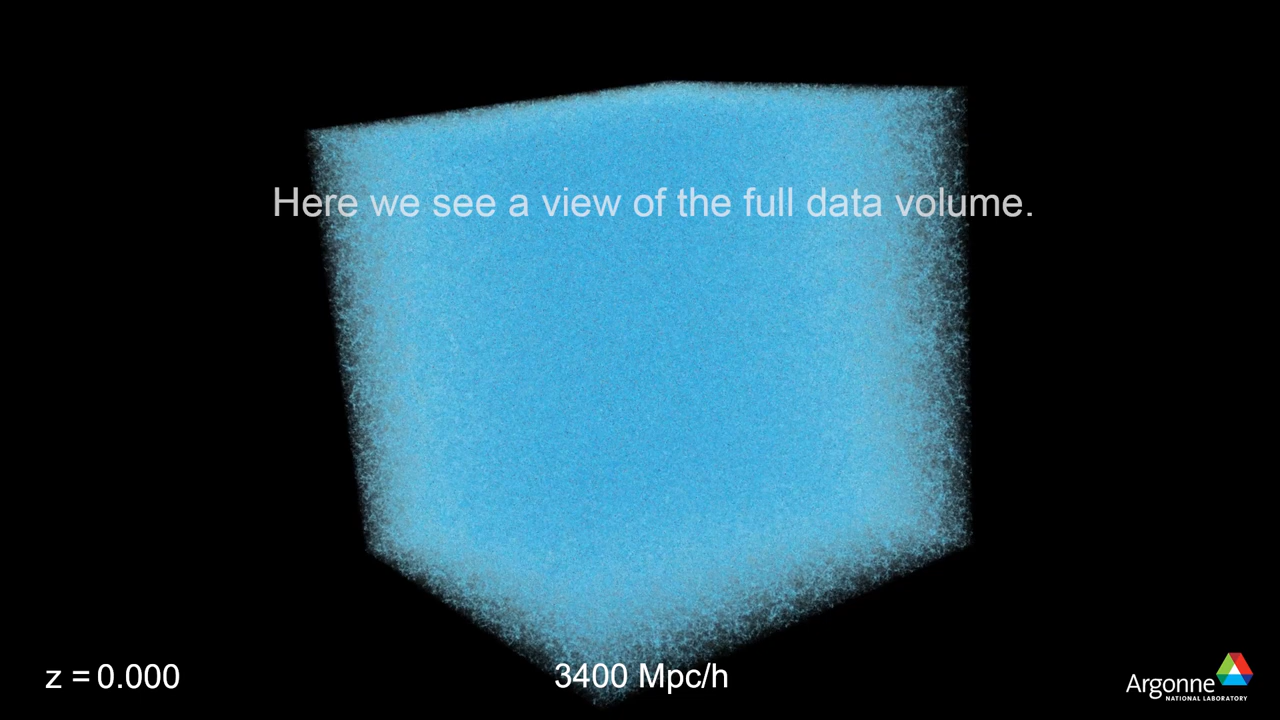 Here we see a view of the full data volume.
z = 0.000
3400 Mpc/h
Argonne
NATIONAL LABORATORY